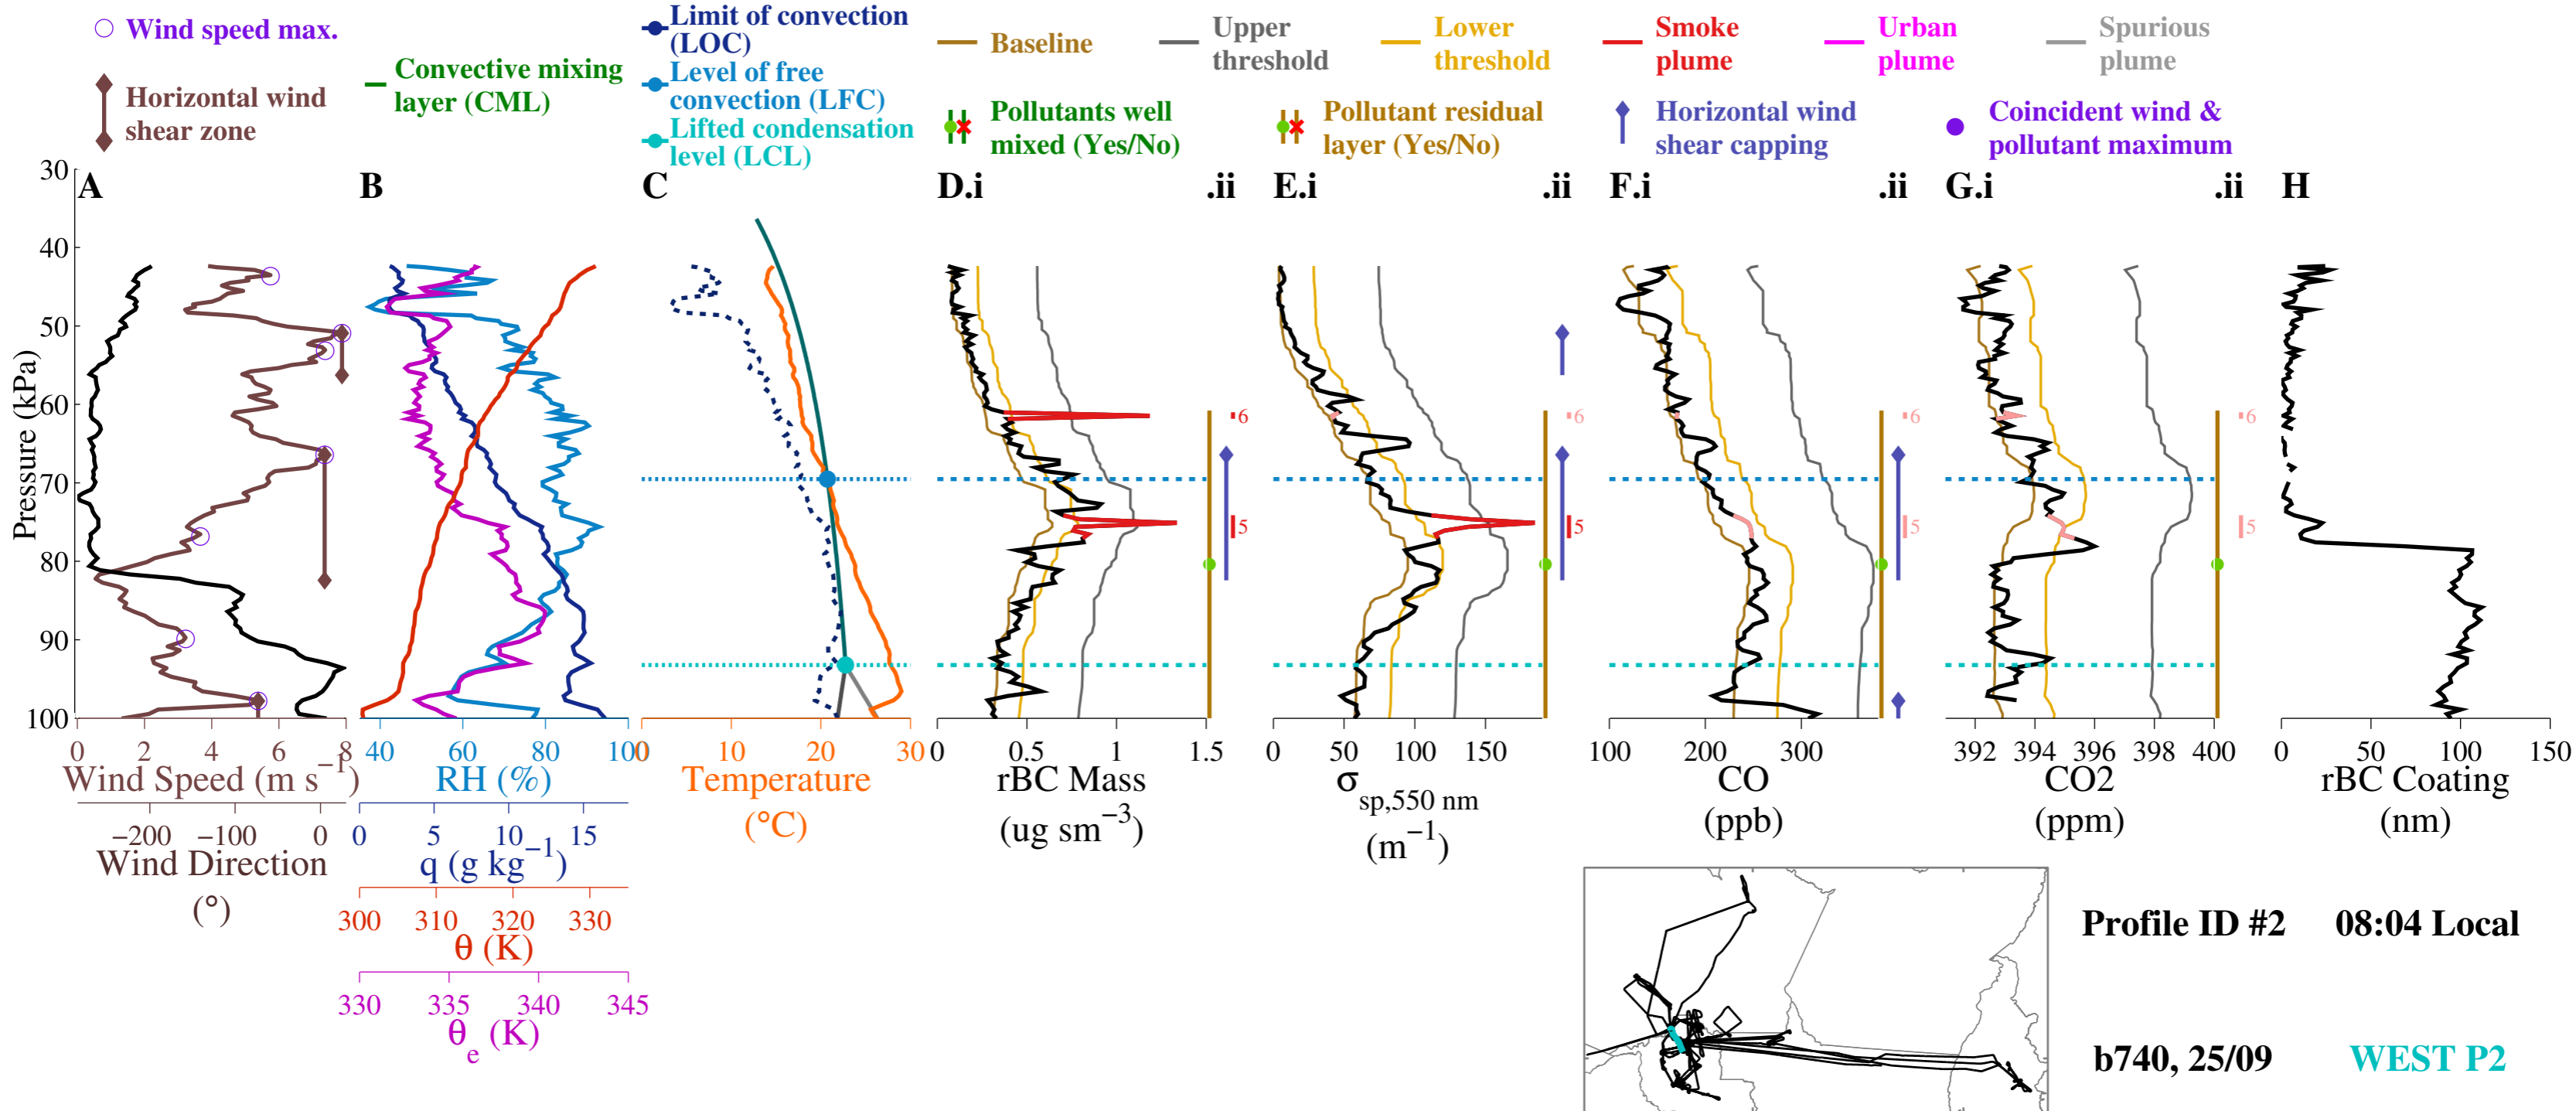 Wind speed max.
Horizontal wind
shear zone
Convective mixing
layer (CML)
Limit of convection
(LOC)
Level of free
convection (LFC)
Lifted condensation
level (LCL)
Baseline
Upper
threshold
Lower
threshold
Smoke
plume
Urban
plume
Spurious
plume
Pollutants well
mixed (Yes/No)
Pollutant residual
layer (Yes/No)
Horizontal wind
shear capping
Coincident wind &
pollutant maximum
A B C D.i .ii E.i .ii F.i .ii G.i .ii H
Pressure (kPa)
30
40
50
60
70
80
90
100
6 6 6 6
5 5 5 5
0 2 4 6 8
Wind Speed (m s−1)
−200 −100 0
Wind Direction
(°)
40 60 80 100
RH (%)
0 5 10 15
q (g kg−1)
300 310 320 330
θ (K)
330 335 340 345
θe (K)
0 10 20 30
Temperature
(°C)
0 0.5 1 1.5
rBC Mass
(ug sm−3)
0 50 100
σsp,550 nm
(m−1)
100 200 300
CO
(ppb)
392 394 396 398 400
CO2
(ppm)
0 50 100 150
rBC Coating
(nm)
Profile ID #2 08:04 Local
b740, 25/09 WEST P2